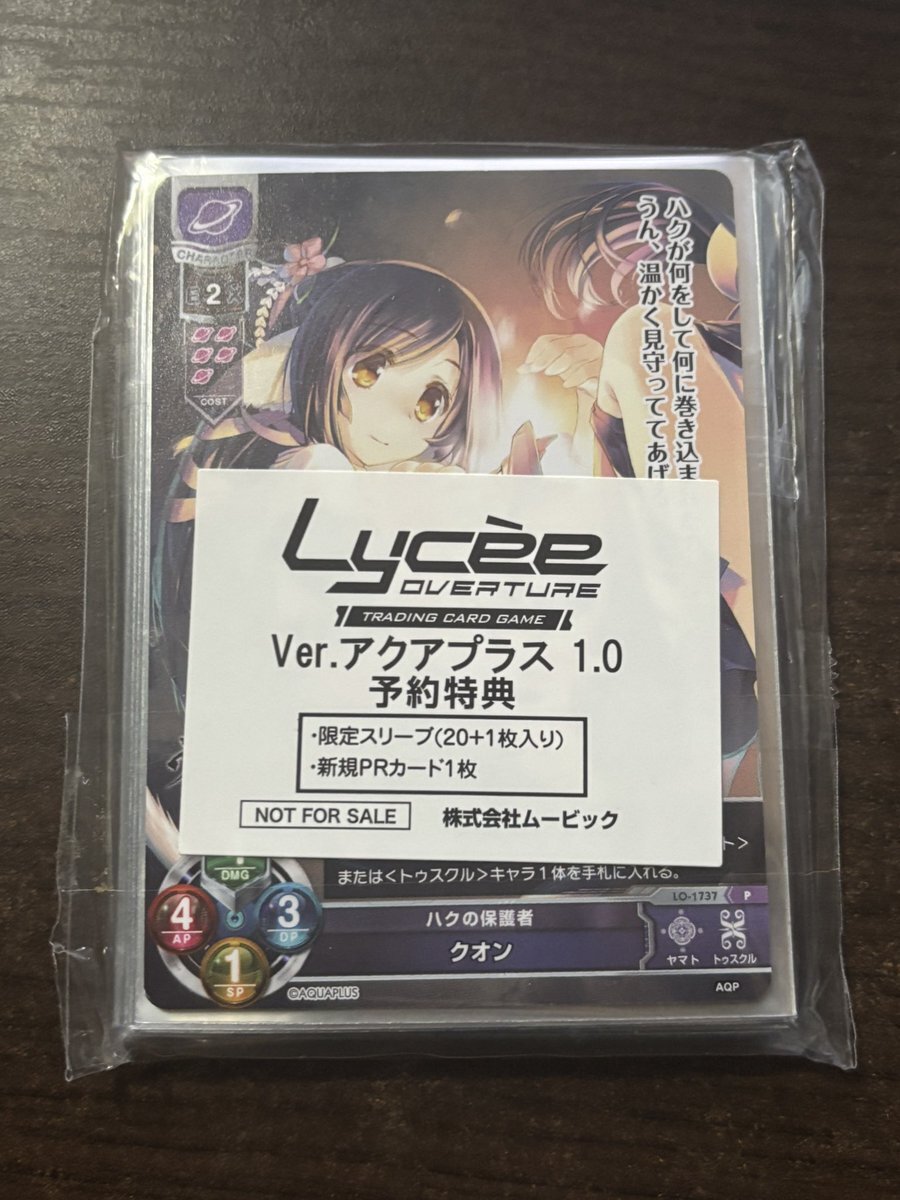 CHARACTER
EX 2
COST
ハクが何をして何に巻き込ま
うん、温かく見守っててあげ
Lycèe
OVERTURE
TRADING CARD GAME
Ver.アクアプラス 1.0
予約特典
・限定スリーブ(20+1枚入り)
・新規PRカード1枚
NOT FOR SALE 株式会社ムービック
ト>
または<トゥスクル>キャラ1体を手札に入れる。
LO-1737 P
DMG
4 AP
3 DP
1 SP
ハクの保護者
クオン
ヤマト トゥスクル
©AQUAPLUS
AQP